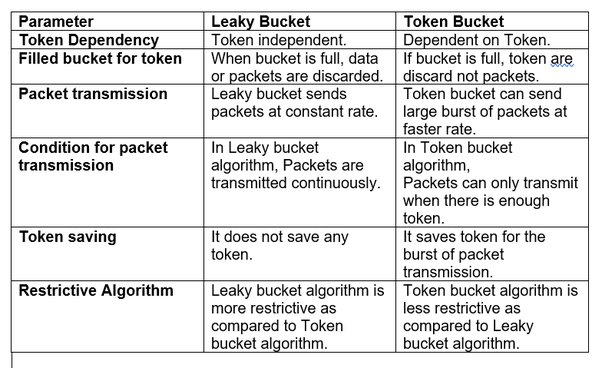 Parameter Leaky Bucket Token Bucket
Token Dependency Token independent. Dependent on Token.
Filled bucket for token When bucket is full, data If bucket is full, token are
or packets are discarded. discard not packets.
Packet transmission Leaky bucket sends Token bucket can send
packets at constant rate. large burst of packets at
faster rate.
Condition for packet In Leaky bucket In Token bucket
transmission algorithm, Packets are algorithm,
transmitted continuously. Packets can only transmit
when there is enough
token.
Token saving It does not save any It saves token for the
token. burst of packet
transmission.
Restrictive Algorithm Leaky bucket algorithm is Token bucket algorithm is
more restrictive as less restrictive as
compared to Token compared to Leaky
bucket algorithm. bucket algorithm.